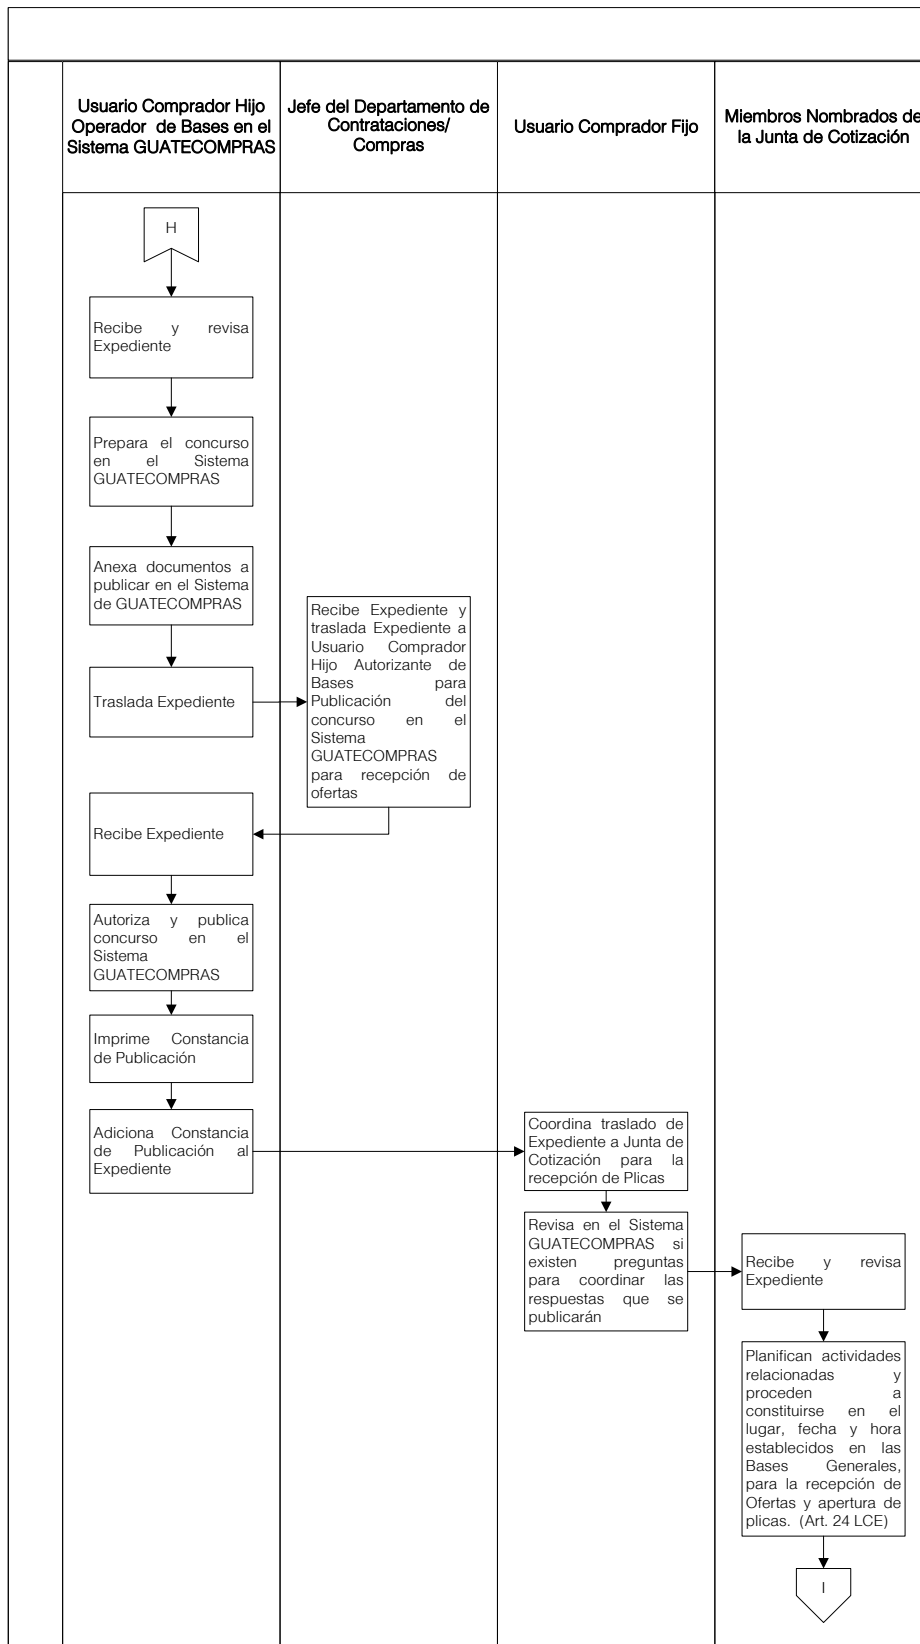 Usuario Comprador Hijo
Operador de Bases en el
Sistema GUATECOMPRAS
Jefe del Departamento de
Contrataciones/
Compras
Usuario Comprador Fijo
Miembros Nombrados de
la Junta de Cotización
H
Recibe y revisa
Expediente
Prepara el concurso
en el Sistema
GUATECOMPRAS
Anexa documentos a
publicar en el Sistema
de GUATECOMPRAS
Traslada Expediente
Recibe Expediente y
traslada Expediente a
Usuario Comprador
Hijo Autorizante de
Bases para
Publicación del
concurso en el
Sistema
GUATECOMPRAS
para recepción de
ofertas
Recibe Expediente
Autoriza y publica
concurso en el
Sistema
GUATECOMPRAS
Imprime Constancia
de Publicación
Adiciona Constancia
de Publicación al
Expediente
Coordina traslado de
Expediente a Junta de
Cotización para la
recepción de Plicas
Revisa en el Sistema
GUATECOMPRAS si
existen preguntas
para coordinar las
respuestas que se
publicarán
Recibe y revisa
Expediente
Planifican actividades
relacionadas y
proceden a
constituirse en el
lugar, fecha y hora
establecidos en las
Bases Generales,
para la recepción de
Ofertas y apertura de
plicas. (Art. 24 LCE)
I